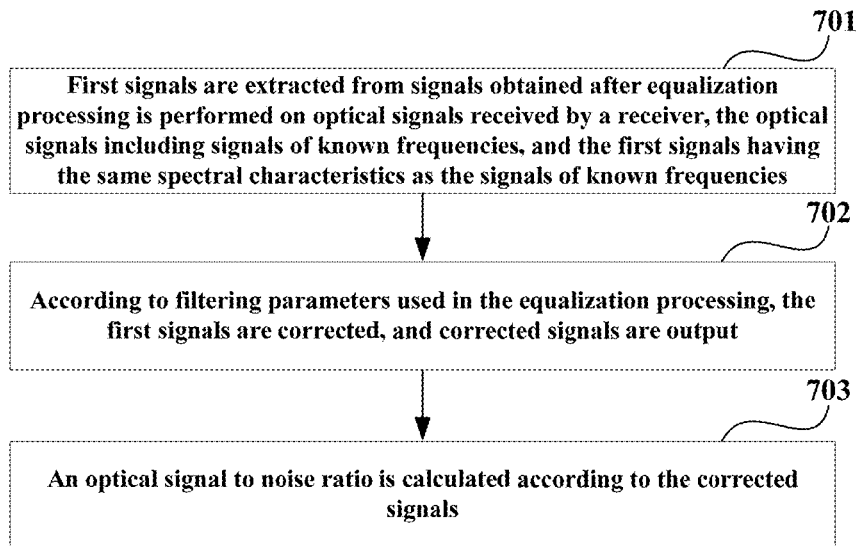 701
First signals are extracted from signals obtained after equalization
processing is performed on optical signals received by a receiver, the optical
signals including signals of known frequencies, and the first signals having
the same spectral characteristics as the signals of known frequencies
702
According to filtering parameters used in the equalization processing, the
first signals are corrected, and corrected signals are output
703
An optical signal to noise ratio is calculated according to the corrected
signals